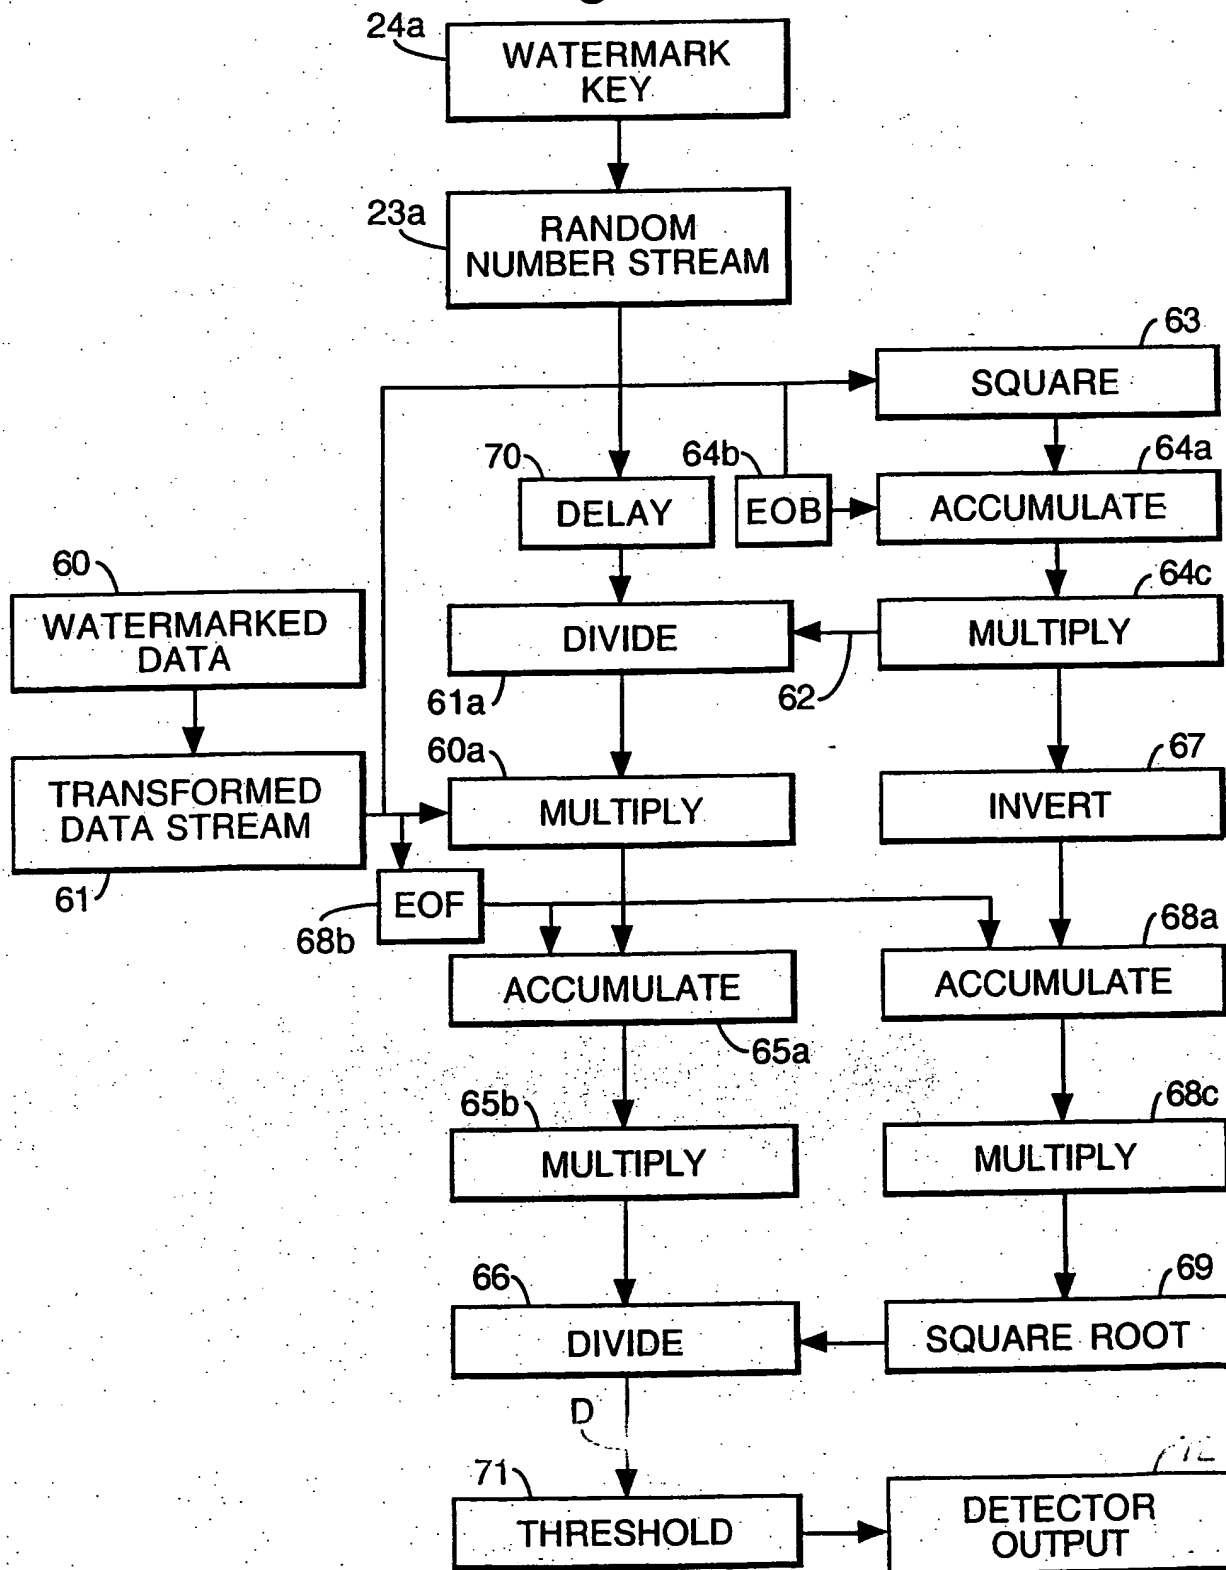 24a
WATERMARK
KEY
23a
RANDOM
NUMBER STREAM
63
SQUARE
70
DELAY
64b
EOB
64a
ACCUMULATE
60
WATERMARKED
DATA
DIVIDE
61a
62
64c
MULTIPLY
TRANSFORMED
DATA STREAM
61
60a
MULTIPLY
67
INVERT
EOF
68b
ACCUMULATE
65a
68a
ACCUMULATE
65b
MULTIPLY
68c
MULTIPLY
66
DIVIDE
69
SQUARE ROOT
D
71
THRESHOLD
DETECTOR
OUTPUT